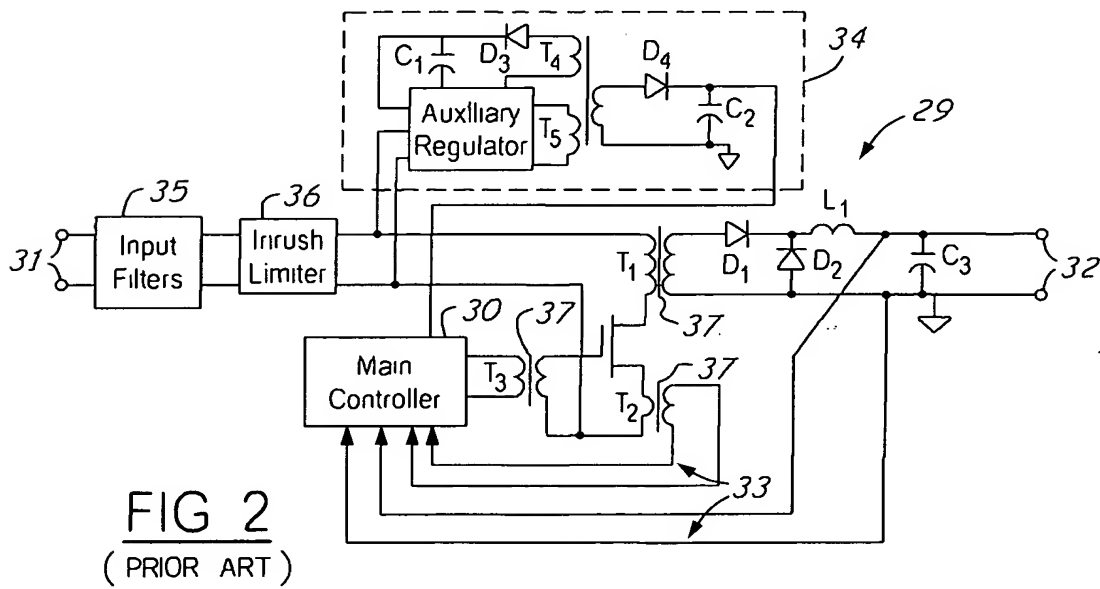 34
C1
D3
T4
D4
Auxiliary
Regulator
T5
C2
29
35
36
31
Input
Filters
Inrush
Limiter
L1
T1
D1
D2
C3
32
30
37
37
Main
Controller
T3
37
T2
33
FIG 2
( PRIOR ART )